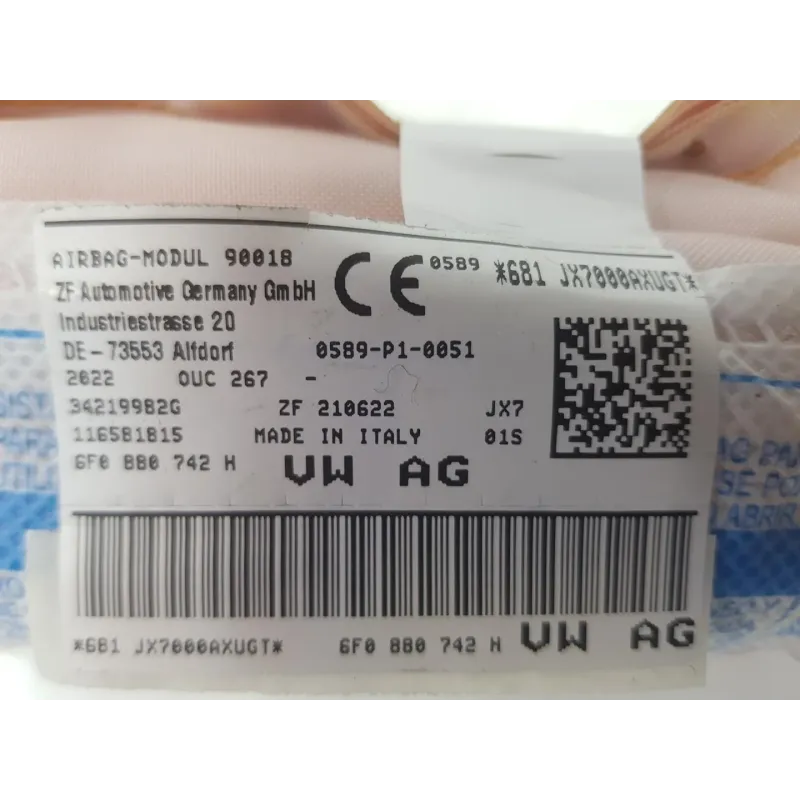 AIRBAG-MODUL 90018
ZF Automotive Germany GmbH
CE 0589 *6B1 JX7000AXUGT*
Industriestrasse 20
DE-73553 Alfdorf 0589-P1-0051
2022 OUC 267 -
34219982G ZF 210622 JX7
116581815 MADE IN ITALY 01S
6F0 880 742 H VW AG
*6B1 JX7000AXUGT* 6F0 880 742 H VW AG
ABRIR